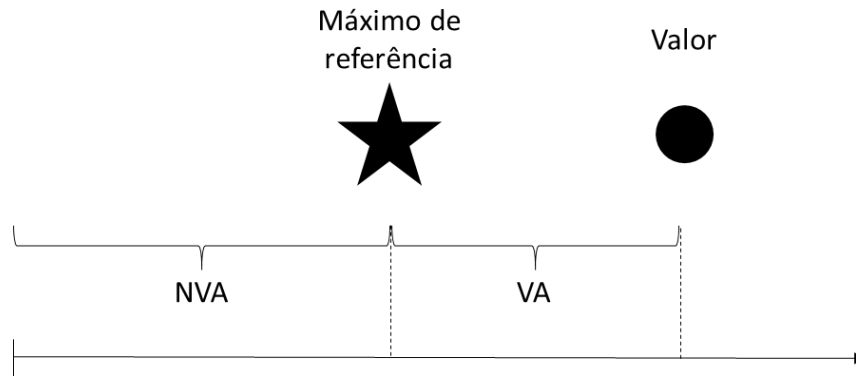 Máximo de
referência
Valor
NVA
VA